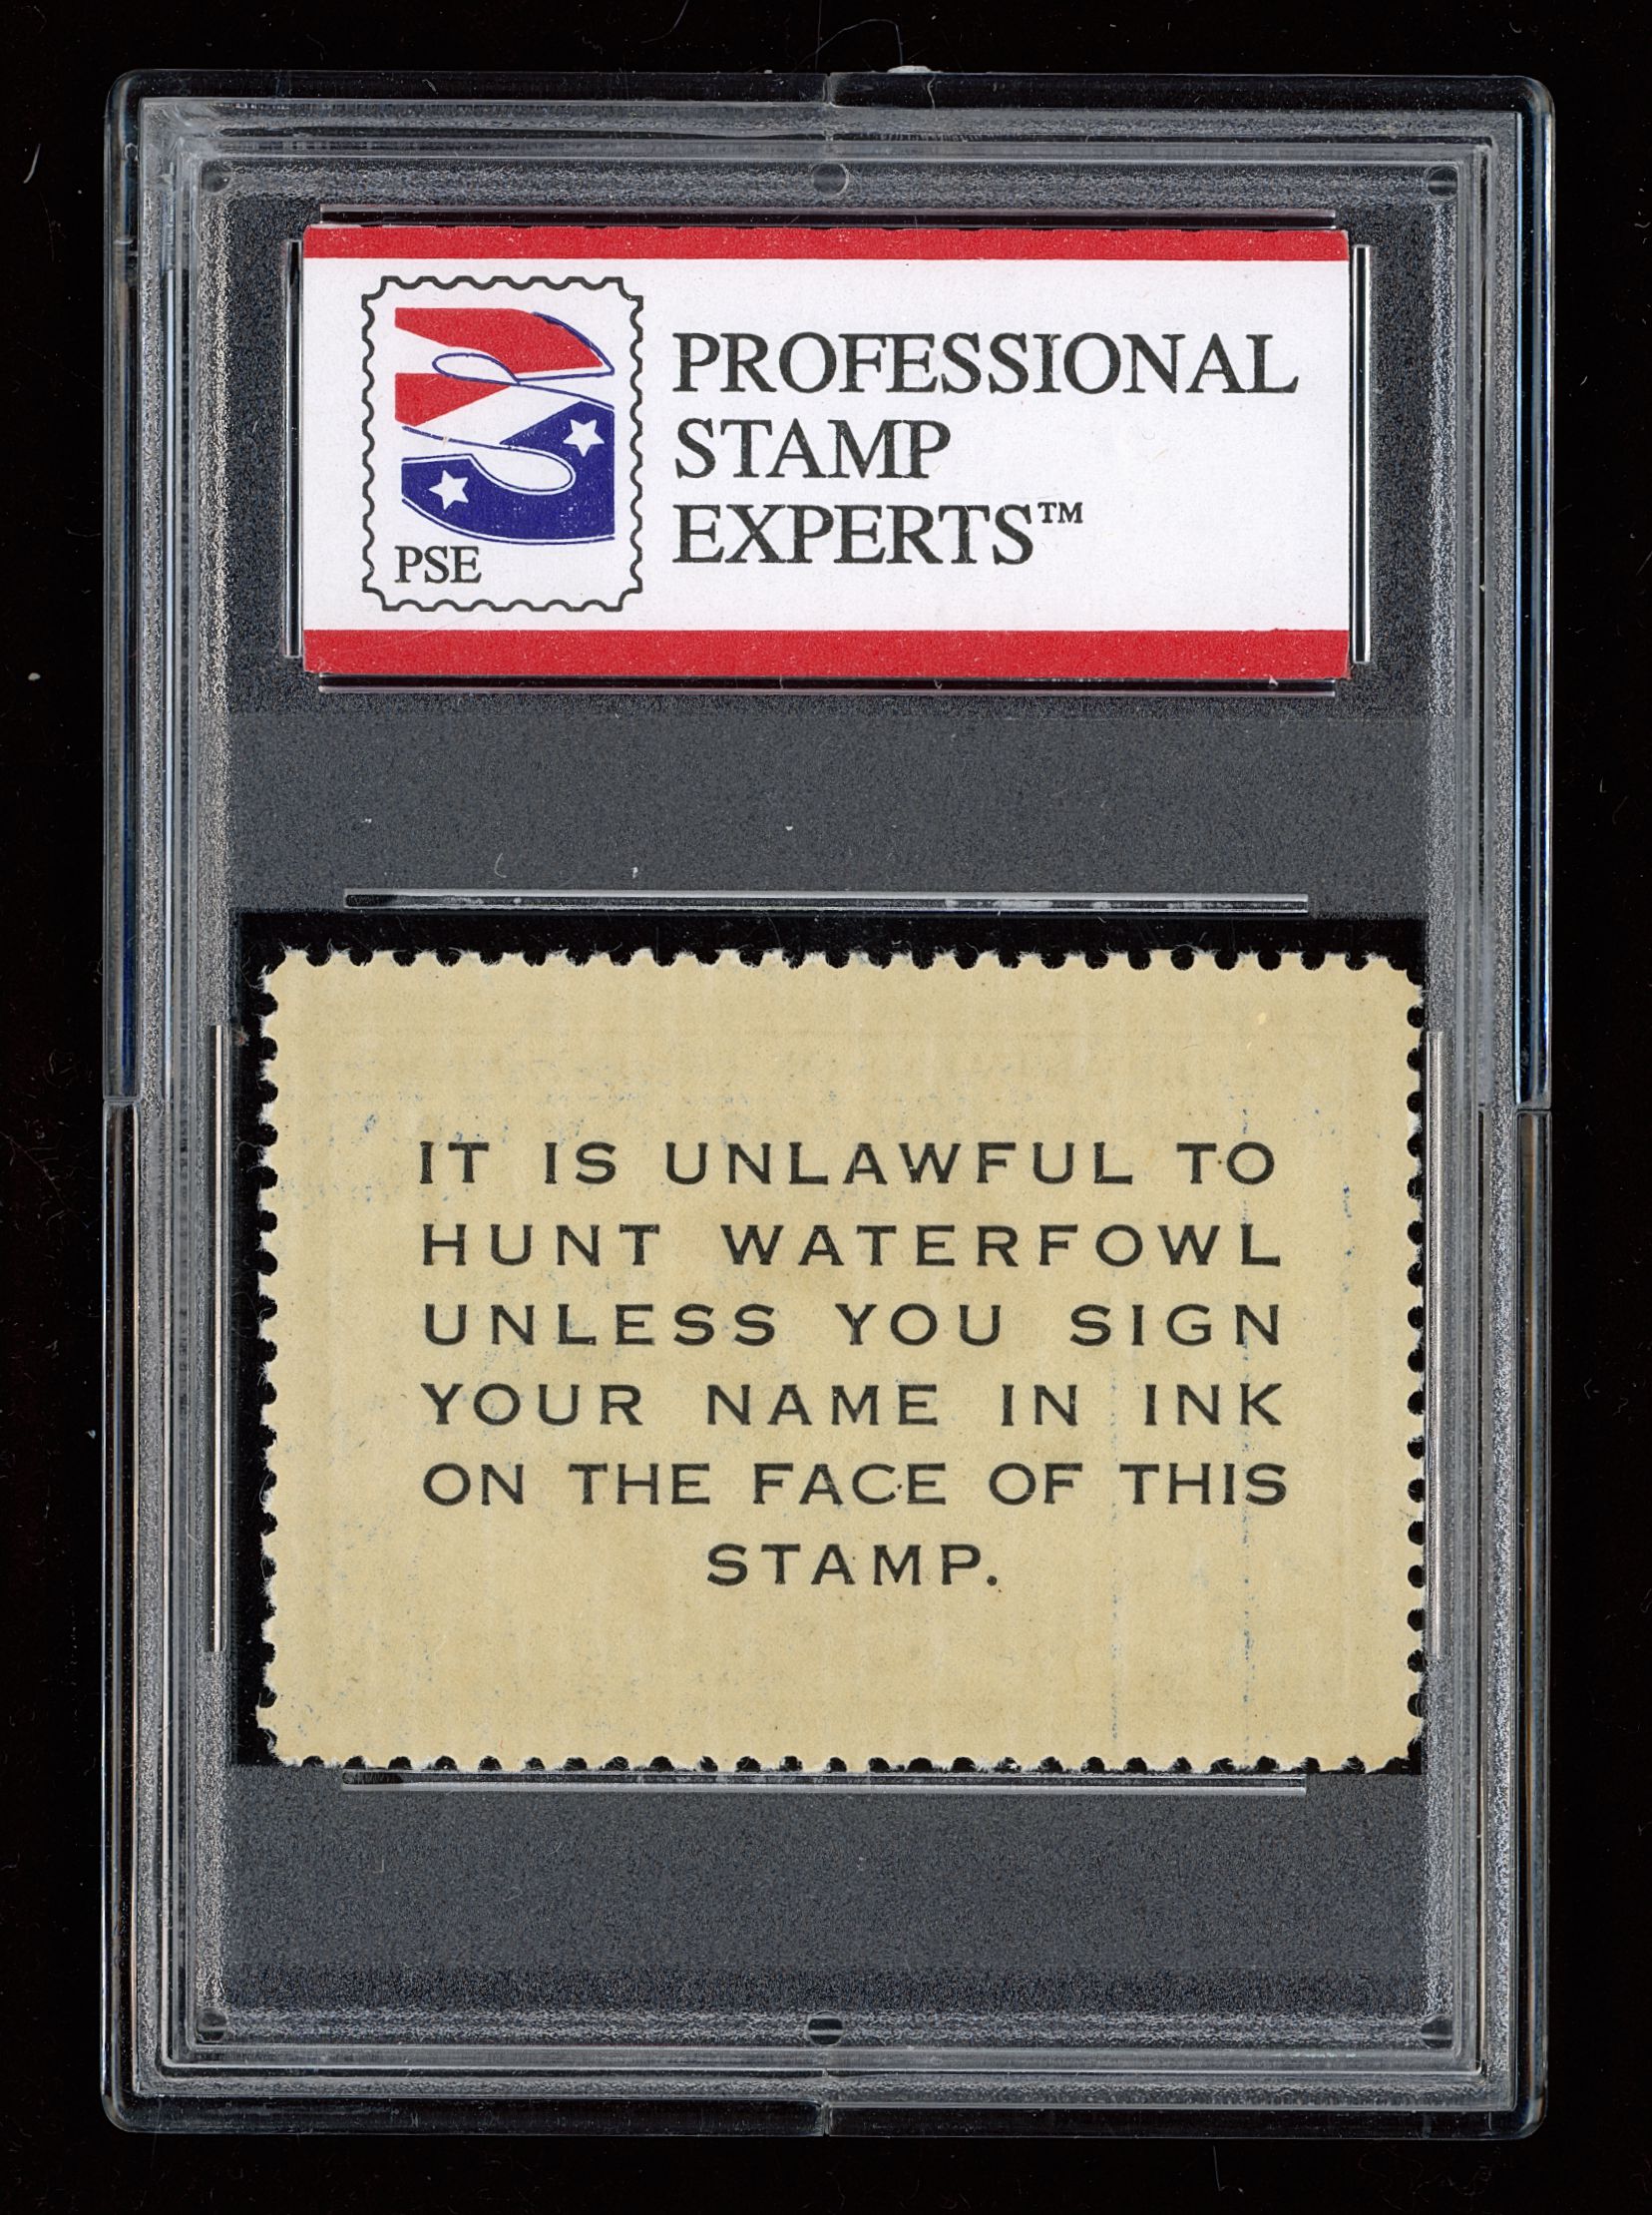 PSE
PROFESSIONAL
STAMP
EXPERTS™
IT IS UNLAWFUL TO
HUNT WATERFOWL
UNLESS YOU SIGN
YOUR NAME IN INK
ON THE FACE OF THIS
STAMP.